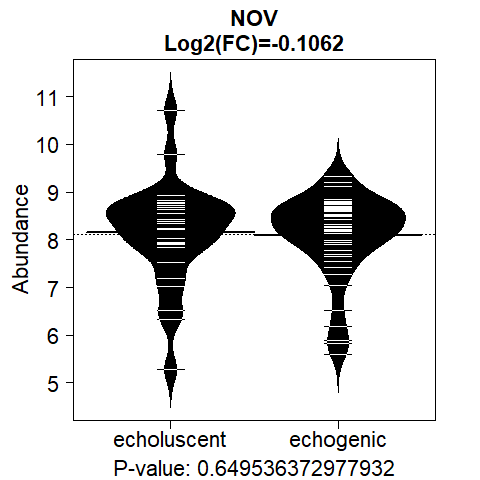 NOV
Log2(FC)=-0.1062
Abundance
11
10
9
8
7
6
5
echoluscent echogenic
P-value: 0.649536372977932